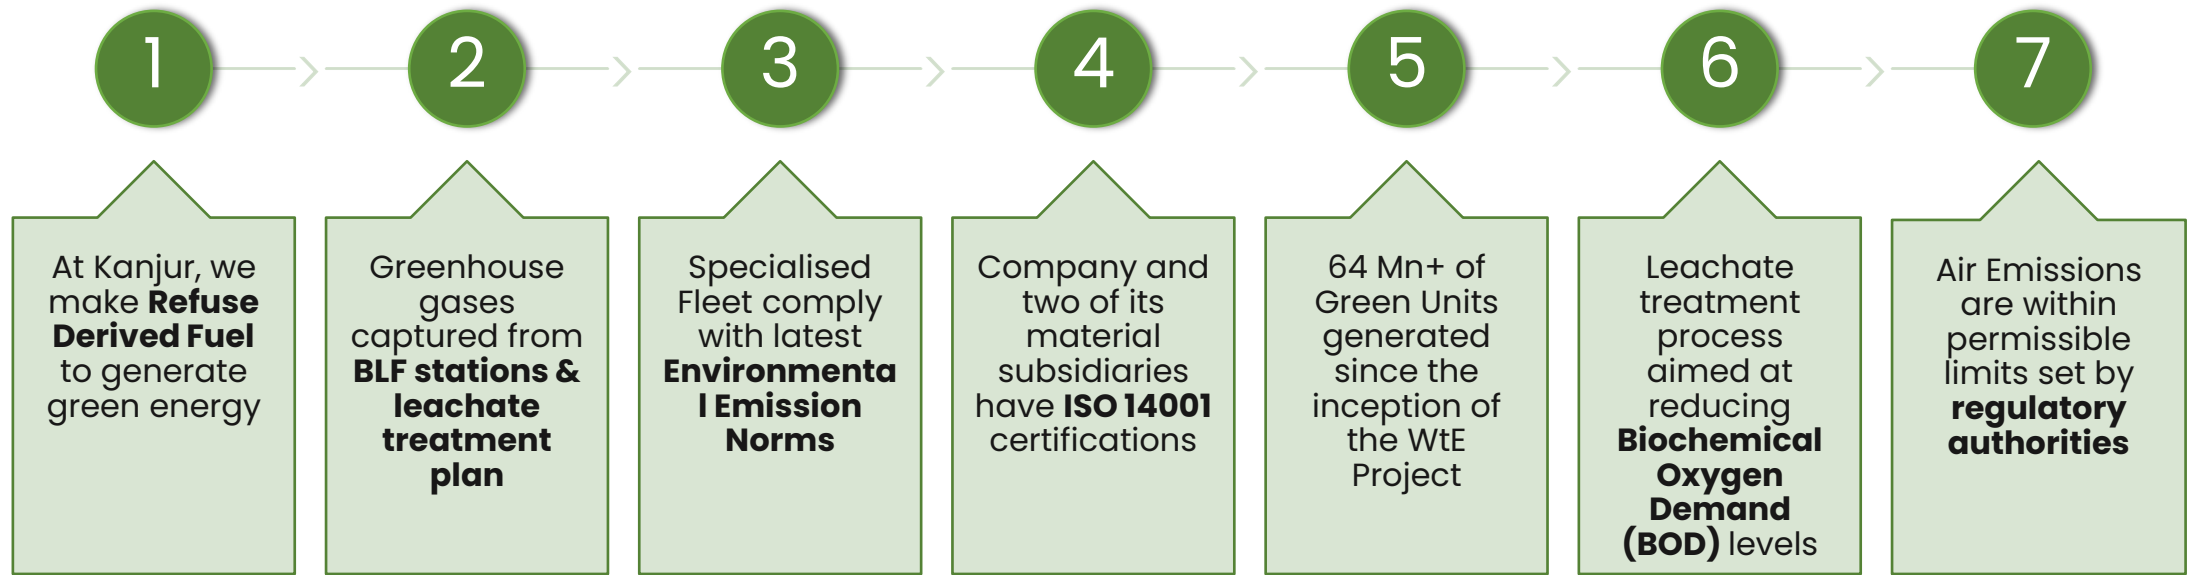 1
2
3
4
5
6
7
At Kanjur, we
make Refuse
Derived Fuel
to generate
green energy
Greenhouse
gases
captured from
BLF stations &
leachate
treatment
plan
Specialised
Fleet comply
with latest
Environmenta
l Emission
Norms
Company and
two of its
material
subsidiaries
have ISO 14001
certifications
64 Mn+ of
Green Units
generated
since the
inception of
the WtE
Project
Leachate
treatment
process
aimed at
reducing
Biochemical
Oxygen
Demand
(BOD) levels
Air Emissions
are within
permissible
limits set by
regulatory
authorities